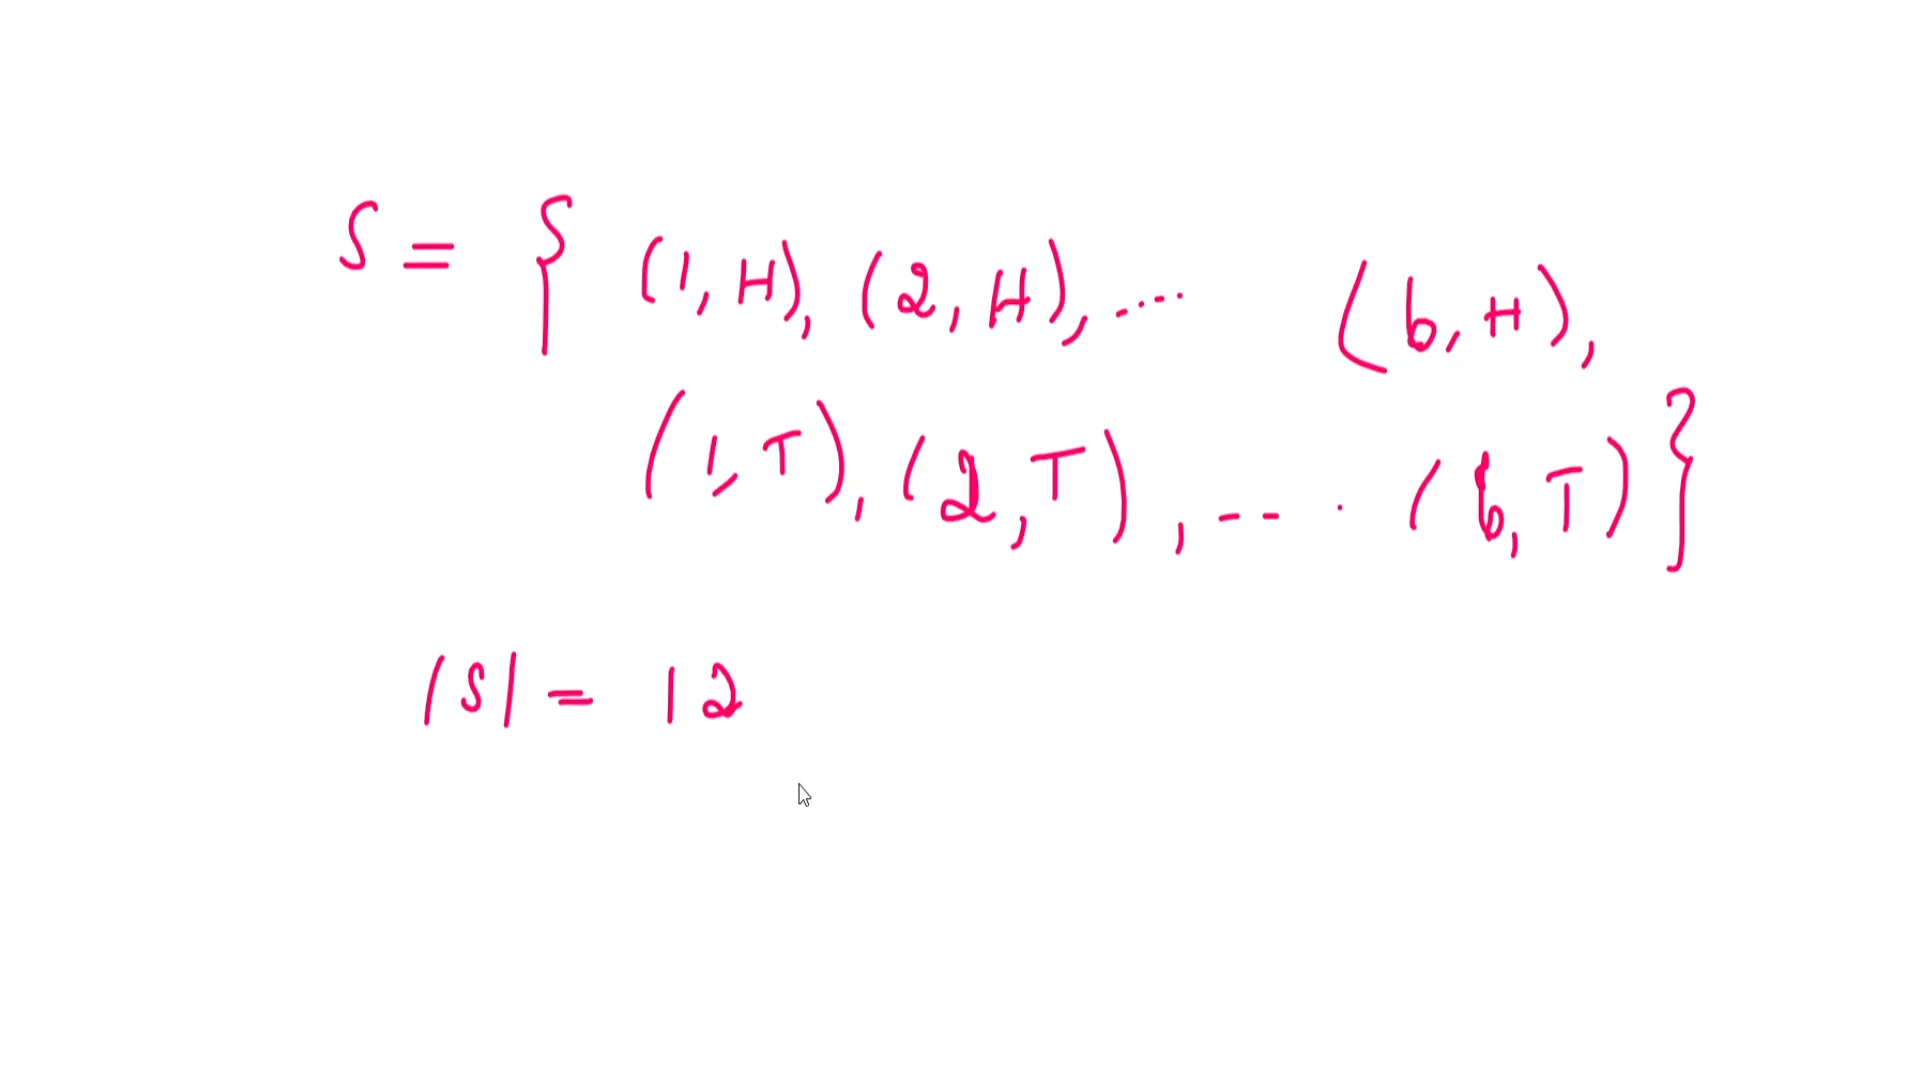 S = { (1, H), (2, H), .... (6, H),
(1, T), (2, T), --- . (6, T) }
|S| = 12